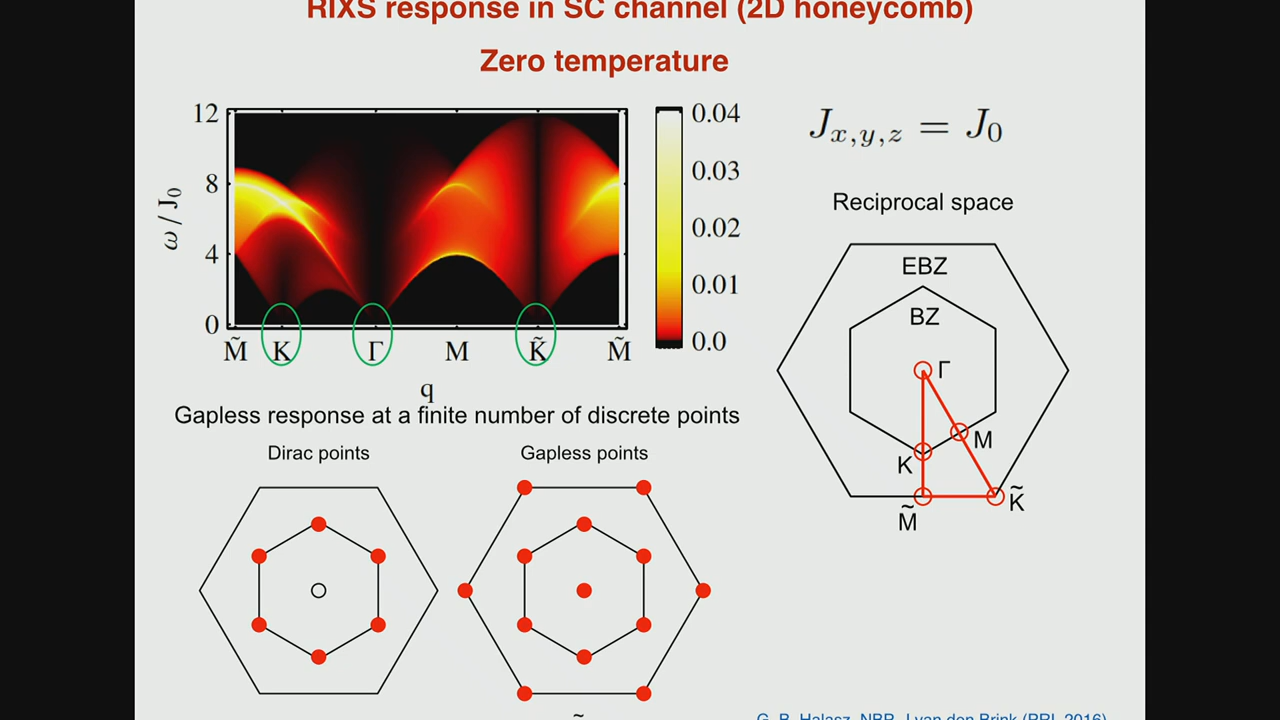 RIXS response in SC channel (2D honeycomb)
Zero temperature
12
8
4
0
ω / J₀
M̃ K Γ M K̃ M̃
q
0.04
0.03
0.02
0.01
0.0
Jx,y,z = J₀
Reciprocal space
EBZ
BZ
Γ
M
K
M̃
K̃
Gapless response at a finite number of discrete points
Dirac points
Gapless points
G. B. Halasz, NBP, J van den Brink (PRL 2016)